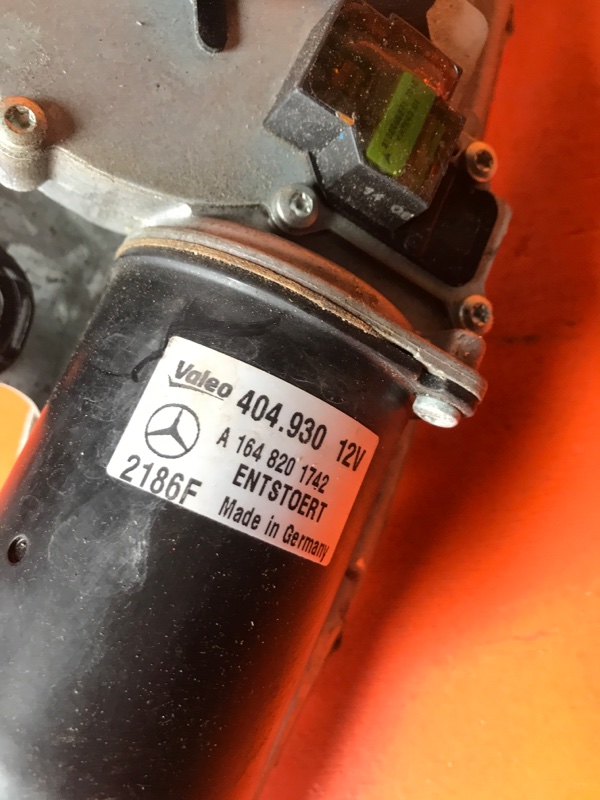 Valeo 404.930 12V
A 164 820 1742
2186F ENTSTOERT
Made in Germany